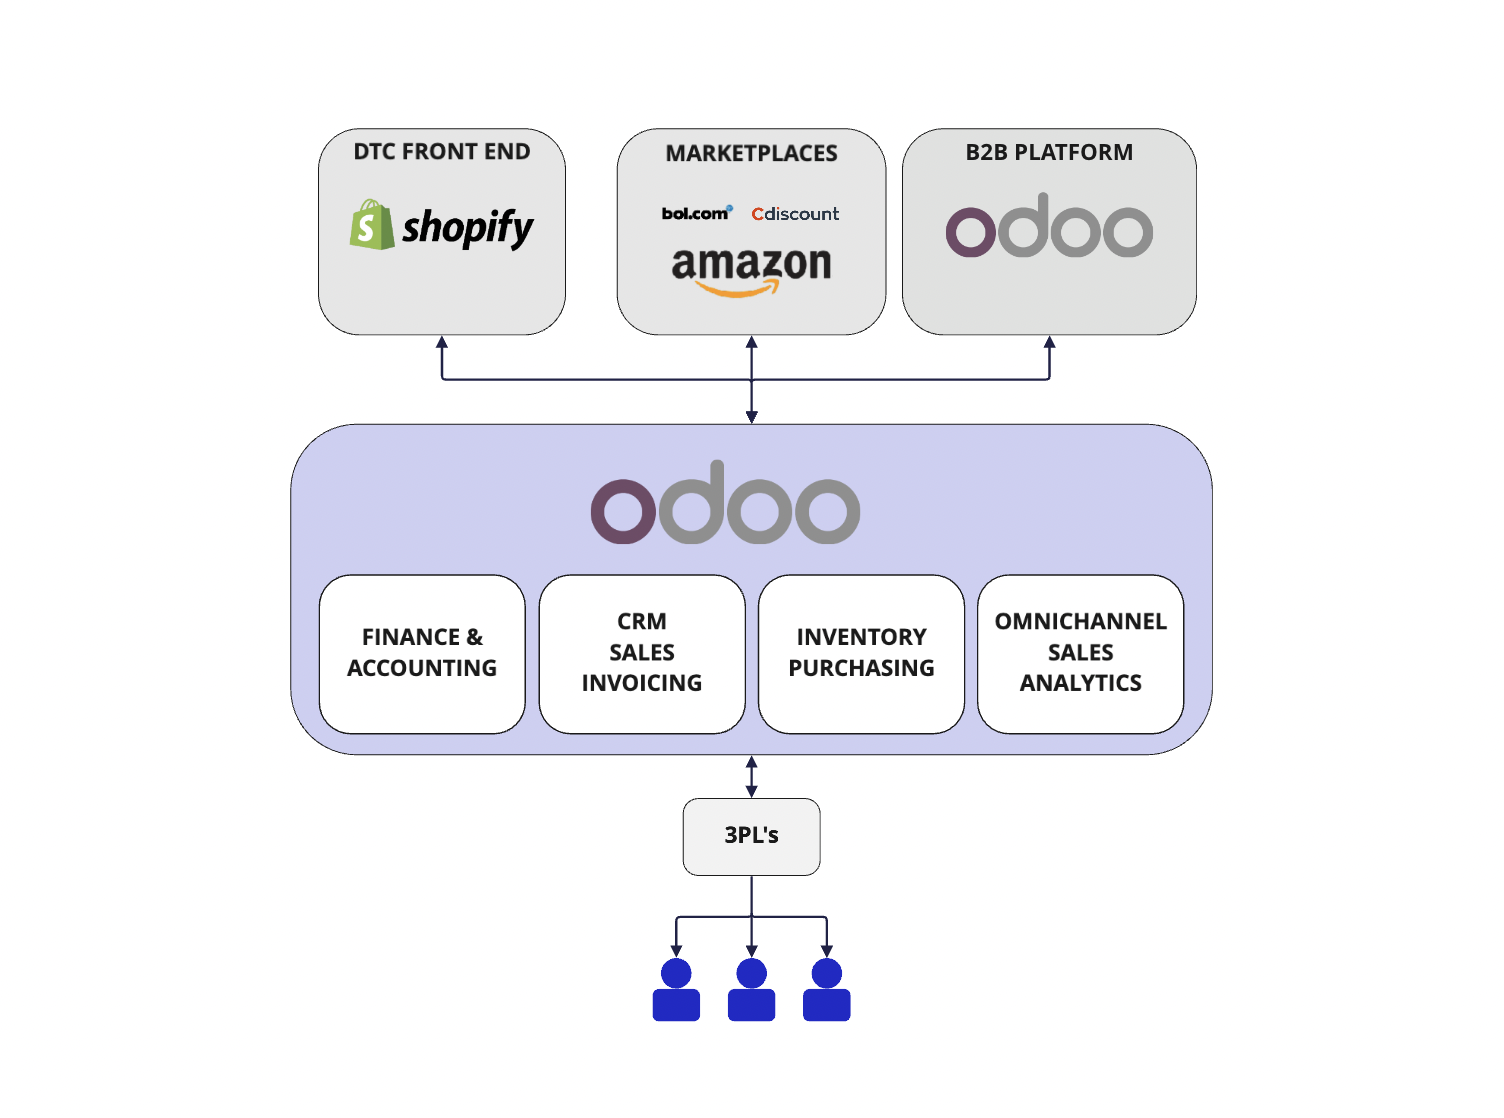 DTC FRONT END
MARKETPLACES
B2B PLATFORM
shopify
bol.com
Cdiscount
amazon
odoo
odoo
FINANCE &
ACCOUNTING
CRM
SALES
INVOICING
INVENTORY
PURCHASING
OMNICHANNEL
SALES
ANALYTICS
3PL's